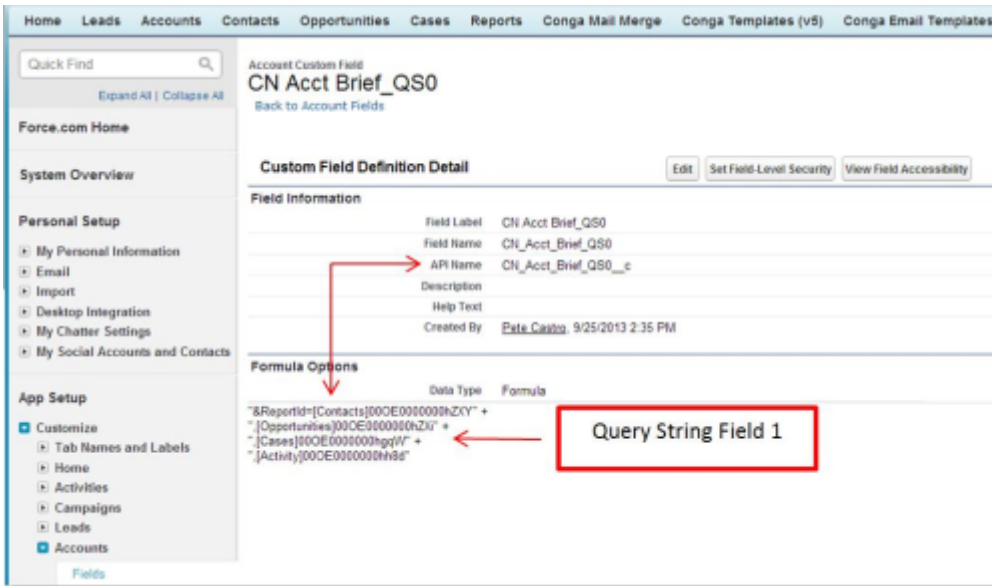 Home Leads Accounts Contacts Opportunities Cases Reports Conga Mail Merge Conga Templates (v5) Conga Email Templates
Quick Find
Expand All | Collapse All
Force.com Home
System Overview
Personal Setup
My Personal Information
Email
Import
Desktop Integration
My Chatter Settings
My Social Accounts and Contacts
App Setup
Customize
Tab Names and Labels
Home
Activities
Campaigns
Leads
Accounts
Fields
Account Custom Field
CN Acct Brief_QS0
Back to Account Fields
Custom Field Definition Detail
Edit Set Field-Level Security View Field Accessibility
Field Information
Field Label CN Acct Brief_QS0
Field Name CN_Acct_Brief_QS0
API Name CN_Acct_Brief_QS0__c
Description
Help Text
Created By Pete Castro, 9/25/2013 2:35 PM
Formula Options
Data Type Formula
"&ReportId=[Contacts]00OE0000000hZXY" +
",[Opportunities]00OE0000000hZXi" +
",[Cases]00OE0000000hgqW" +
",[Activity]00OE0000000hh8d"
Query String Field 1